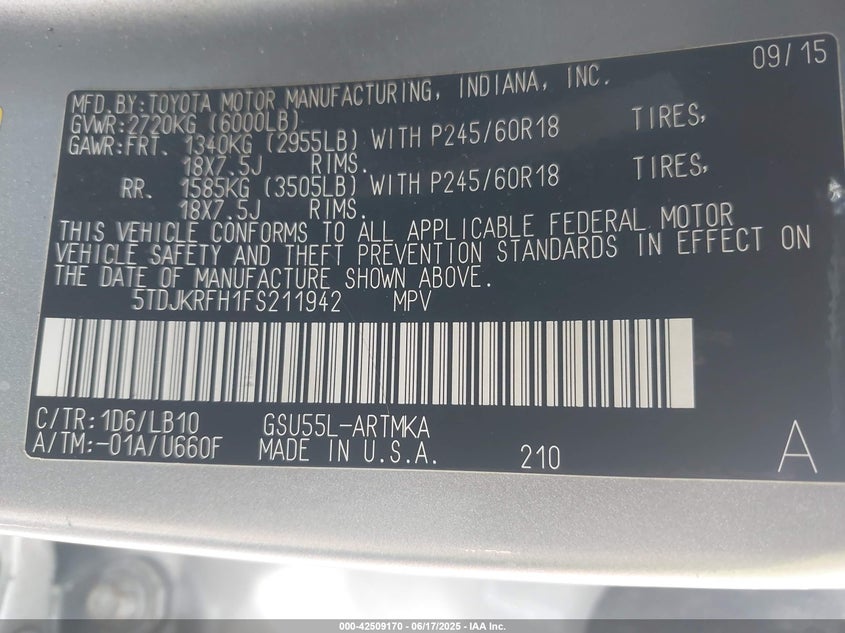 09/15
MFD.BY:TOYOTA MOTOR MANUFACTURING, INDIANA, INC.
GVWR:2720KG (6000LB)
GAWR:FRT. 1340KG (2955LB) WITH P245/60R18 TIRES,
18X7.5J RIMS.
RR. 1585KG (3505LB) WITH P245/60R18 TIRES,
18X7.5J RIMS.
THIS VEHICLE CONFORMS TO ALL APPLICABLE FEDERAL MOTOR
VEHICLE SAFETY AND THEFT PREVENTION STANDARDS IN EFFECT ON
THE DATE OF MANUFACTURE SHOWN ABOVE.
5TDJKRFH1FS211942 MPV
C/TR:1D6/LB10 GSU55L-ARTMKA
A/TM:-01A/U660F MADE IN U.S.A. 210 A
000-42509170 - 06/17/2025 - IAA Inc.